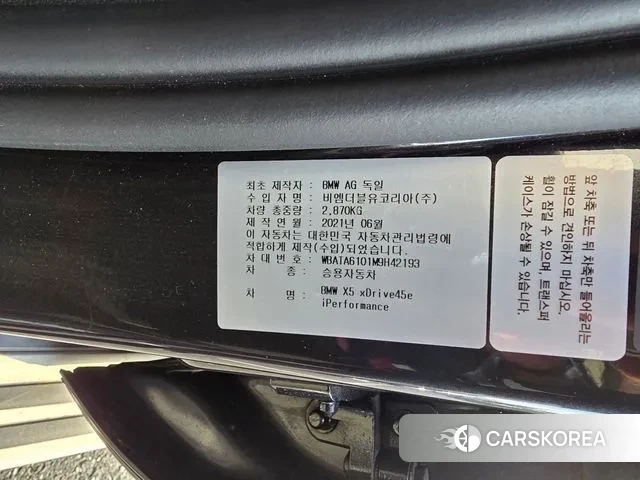 최초 제작자 : BMW AG 독일
수 입 자 명 : 비엠더블유코리아(주)
차량 총중량 : 2,870KG
제 작 연 월 : 2021년 06월
이 자동차는 대한민국 자동차관리법령에
적합하게 제작(수입)되었습니다.
차 대 번 호 : WBATA6101M9H42193
차 종 : 승용자동차
차 명 : BMW X5 xDrive45e
iPerformance
앞 차축 또는 뒤 차축만 들어올리는
방법으로 견인하지 마십시오.
휠이 잠길 수 있으며, 트랜스퍼
케이스가 손상될 수 있습니다.
CARSKOREA